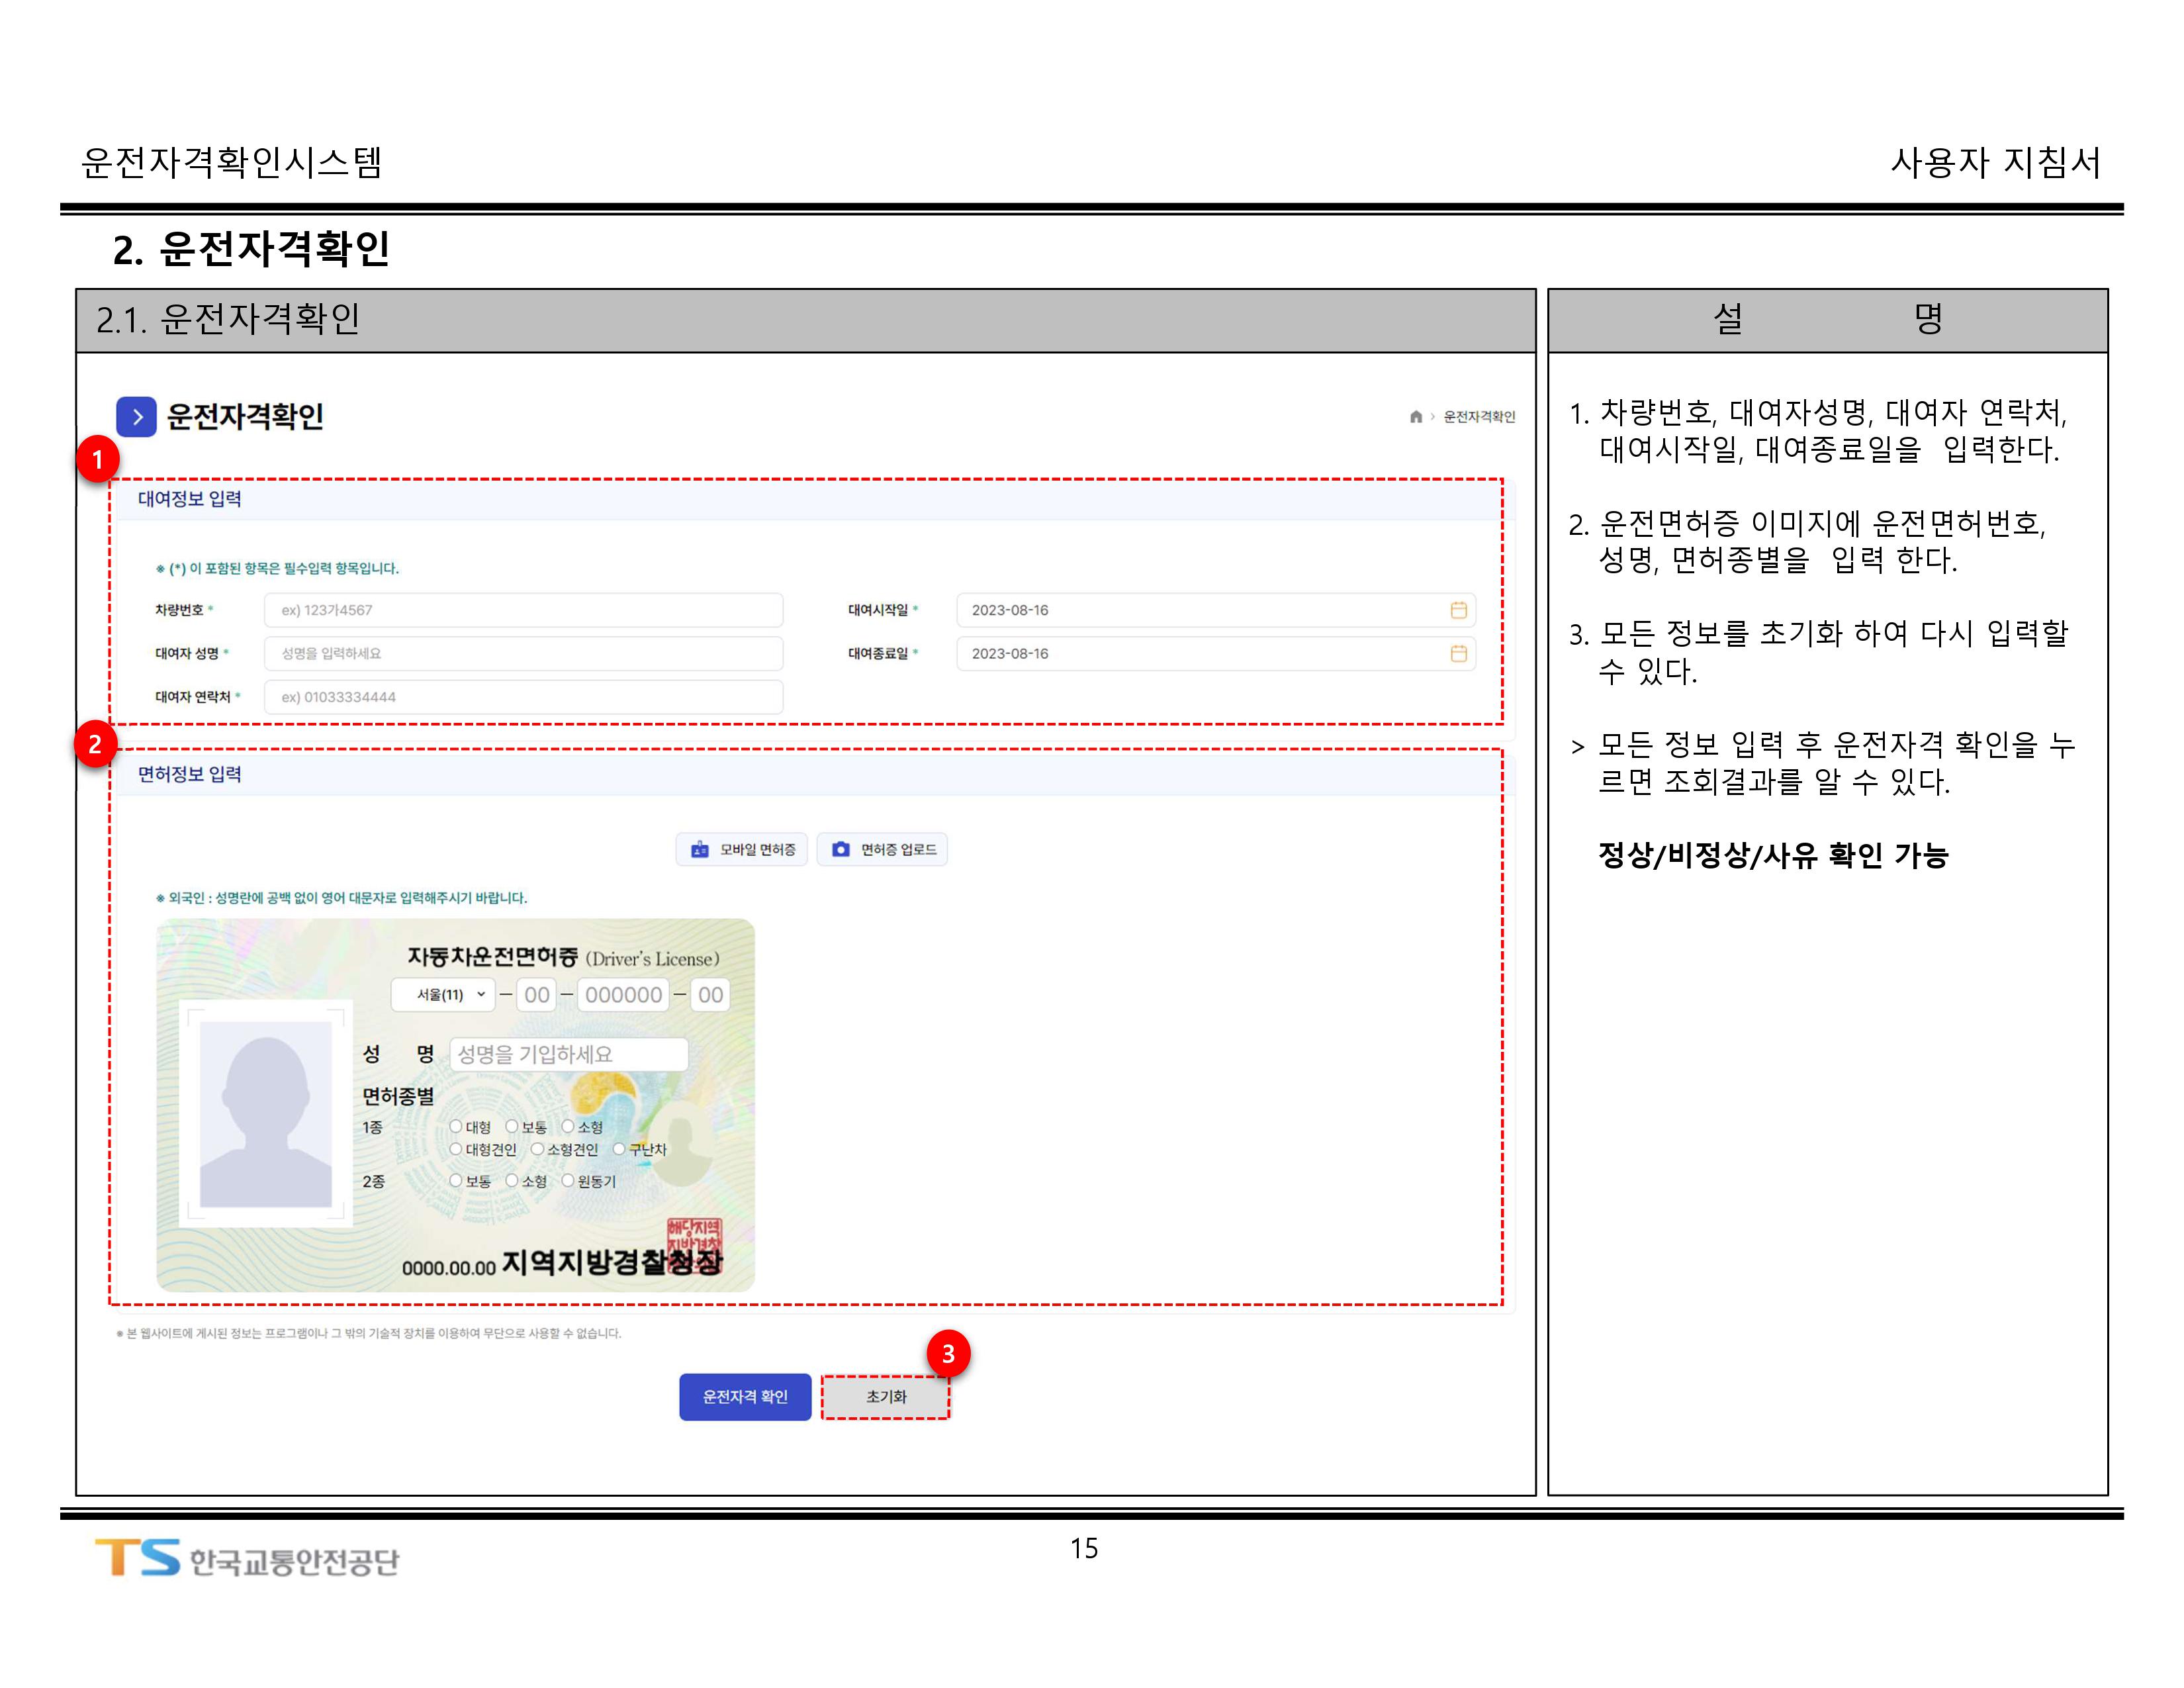 운전자격확인시스템
사용자 지침서
2. 운전자격확인
2.1. 운전자격확인
운전자격확인
운전자격확인
1
대여정보 입력
※ (*) 이 포함된 항목은 필수입력 항목입니다.
차량번호 * ex) 123가4567
대여시작일 * 2023-08-16
대여자 성명 * 성명을 입력하세요
대여종료일 * 2023-08-16
대여자 연락처 * ex) 01033334444
2
면허정보 입력
모바일 면허증
면허증 업로드
※ 외국인 : 성명란에 공백 없이 영어 대문자로 입력해주시기 바랍니다.
자동차운전면허증 (Driver's License)
서울(11) - 00 - 000000 - 00
성 명 성명을 기입하세요
면허종별
1종 대형 보통 소형
대형견인 소형견인 구난차
2종 보통 소형 원동기
해당지역
지방경찰
0000.00.00 지역지방경찰청장
※ 본 웹사이트에 게시된 정보는 프로그램이나 그 밖의 기술적 장치를 이용하여 무단으로 사용할 수 없습니다.
3
운전자격 확인
초기화
설 명
1. 차량번호, 대여자성명, 대여자 연락처,
대여시작일, 대여종료일을 입력한다.
2. 운전면허증 이미지에 운전면허번호,
성명, 면허종별을 입력 한다.
3. 모든 정보를 초기화 하여 다시 입력할
수 있다.
> 모든 정보 입력 후 운전자격 확인을 누
르면 조회결과를 알 수 있다.
정상/비정상/사유 확인 가능
TS 한국교통안전공단
15